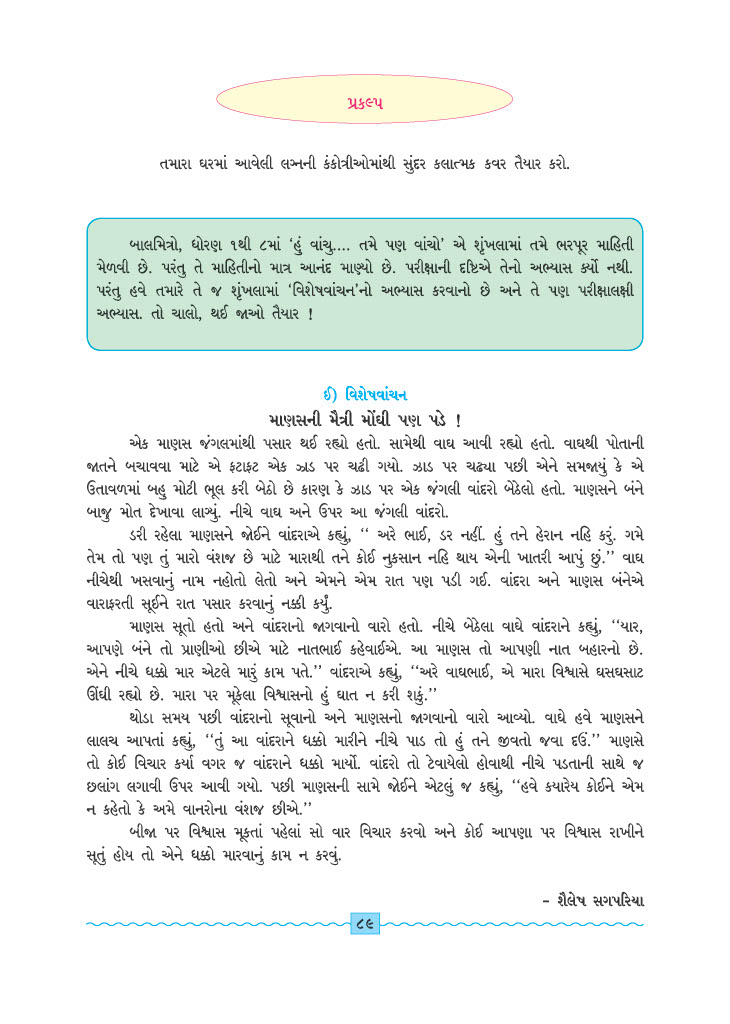 પ્રકલ્પ
તમારા ઘરમાં આવેલી લગ્નની કંકોત્રીઓમાંથી સુંદર કલાત્મક કવર તૈયાર કરો.
બાલમિત્રો, ધોરણ ૧થી ૮માં ‘હું વાંચુ.... તમે પણ વાંચો’ એ શૃંખલામાં તમે ભરપૂર માહિતી
મેળવી છે. પરંતુ તે માહિતીનો માત્ર આનંદ માણ્યો છે. પરીક્ષાની દૃષ્ટિએ તેનો અભ્યાસ કર્યો નથી.
પરંતુ હવે તમારે તે જ શૃંખલામાં ‘વિશેષવાંચન’નો અભ્યાસ કરવાનો છે અને તે પણ પરીક્ષાલક્ષી
અભ્યાસ. તો ચાલો, થઈ જાઓ તૈયાર !
ઈ) વિશેષવાંચન
માણસની મૈત્રી મોંઘી પણ પડે !
એક માણસ જંગલમાંથી પસાર થઈ રહ્યો હતો. સામેથી વાઘ આવી રહ્યો હતો. વાઘથી પોતાની
જાતને બચાવવા માટે એ ફટાફટ એક ઝાડ પર ચઢી ગયો. ઝાડ પર ચઢ્યા પછી એને સમજાયું કે એ
ઉતાવળમાં બહુ મોટી ભૂલ કરી બેઠો છે કારણ કે ઝાડ પર એક જંગલી વાંદરો બેઠેલો હતો. માણસને બંને
બાજુ મોત દેખાવા લાગ્યું. નીચે વાઘ અને ઉપર આ જંગલી વાંદરો.
ડરી રહેલા માણસને જોઈને વાંદરાએ કહ્યું, ‘‘ અરે ભાઈ, ડર નહીં. હું તને હેરાન નહિ કરું. ગમે
તેમ તો પણ તું મારો વંશજ છે માટે મારાથી તને કોઈ નુકસાન નહિ થાય એની ખાતરી આપું છું.’’ વાઘ
નીચેથી ખસવાનું નામ નહોતો લેતો અને એમને એમ રાત પણ પડી ગઈ. વાંદરા અને માણસ બંનેએ
વારાફરતી સૂઈને રાત પસાર કરવાનું નક્કી કર્યું.
માણસ સૂતો હતો અને વાંદરાનો જાગવાનો વારો હતો. નીચે બેઠેલા વાઘે વાંદરાને કહ્યું, ‘‘યાર,
આપણે બંને તો પ્રાણીઓ છીએ માટે નાતભાઈ કહેવાઈએ. આ માણસ તો આપણી નાત બહારનો છે.
એને નીચે ધક્કો માર એટલે મારું કામ પતે.’’ વાંદરાએ કહ્યું, ‘‘અરે વાઘભાઈ, એ મારા વિશ્વાસે ઘસઘસાટ
ઊંઘી રહ્યો છે. મારા પર મૂકેલા વિશ્વાસનો હું ઘાત ન કરી શકું.’’
થોડા સમય પછી વાંદરાનો સૂવાનો અને માણસનો જાગવાનો વારો આવ્યો. વાઘે હવે માણસને
લાલચ આપતાં કહ્યું, ‘‘તું આ વાંદરાને ધક્કો મારીને નીચે પાડ તો હું તને જીવતો જવા દઉં.’’ માણસે
તો કોઈ વિચાર કર્યા વગર જ વાંદરાને ધક્કો માર્યો. વાંદરો તો ટેવાયેલો હોવાથી નીચે પડતાની સાથે જ
છલાંગ લગાવી ઉપર આવી ગયો. પછી માણસની સામે જોઈને એટલું જ કહ્યું, ‘‘હવે કયારેય કોઈને એમ
ન કહેતો કે અમે વાનરોના વંશજ છીએ.’’
બીજા પર વિશ્વાસ મૂકતાં પહેલાં સો વાર વિચાર કરવો અને કોઈ આપણા પર વિશ્વાસ રાખીને
સૂતું હોય તો એને ધક્કો મારવાનું કામ ન કરવું.
- શૈલેષ સગપરિયા
૮૯